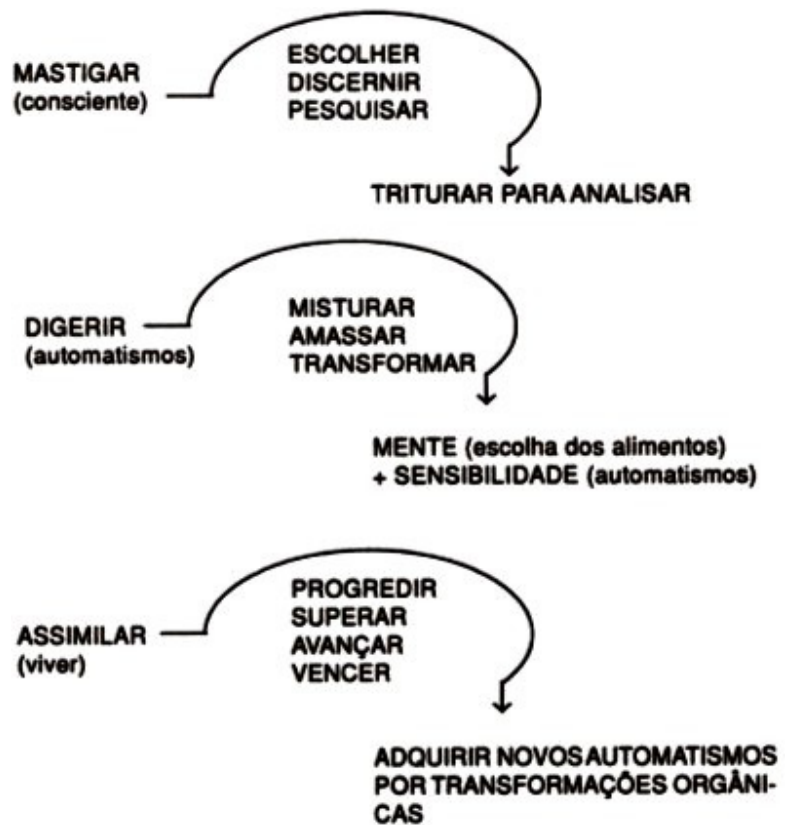 MASTIGAR
(consciente)
ESCOLHER
DISCERNIR
PESQUISAR
TRITURAR PARA ANALISAR
DIGERIR
(automatismos)
MISTURAR
AMASSAR
TRANSFORMAR
MENTE (escolha dos alimentos)
+ SENSIBILIDADE (automatismos)
ASSIMILAR
(viver)
PROGREDIR
SUPERAR
AVANÇAR
VENCER
ADQUIRIR NOVOS AUTOMATISMOS
POR TRANSFORMAÇÕES ORGÂNI-
CAS